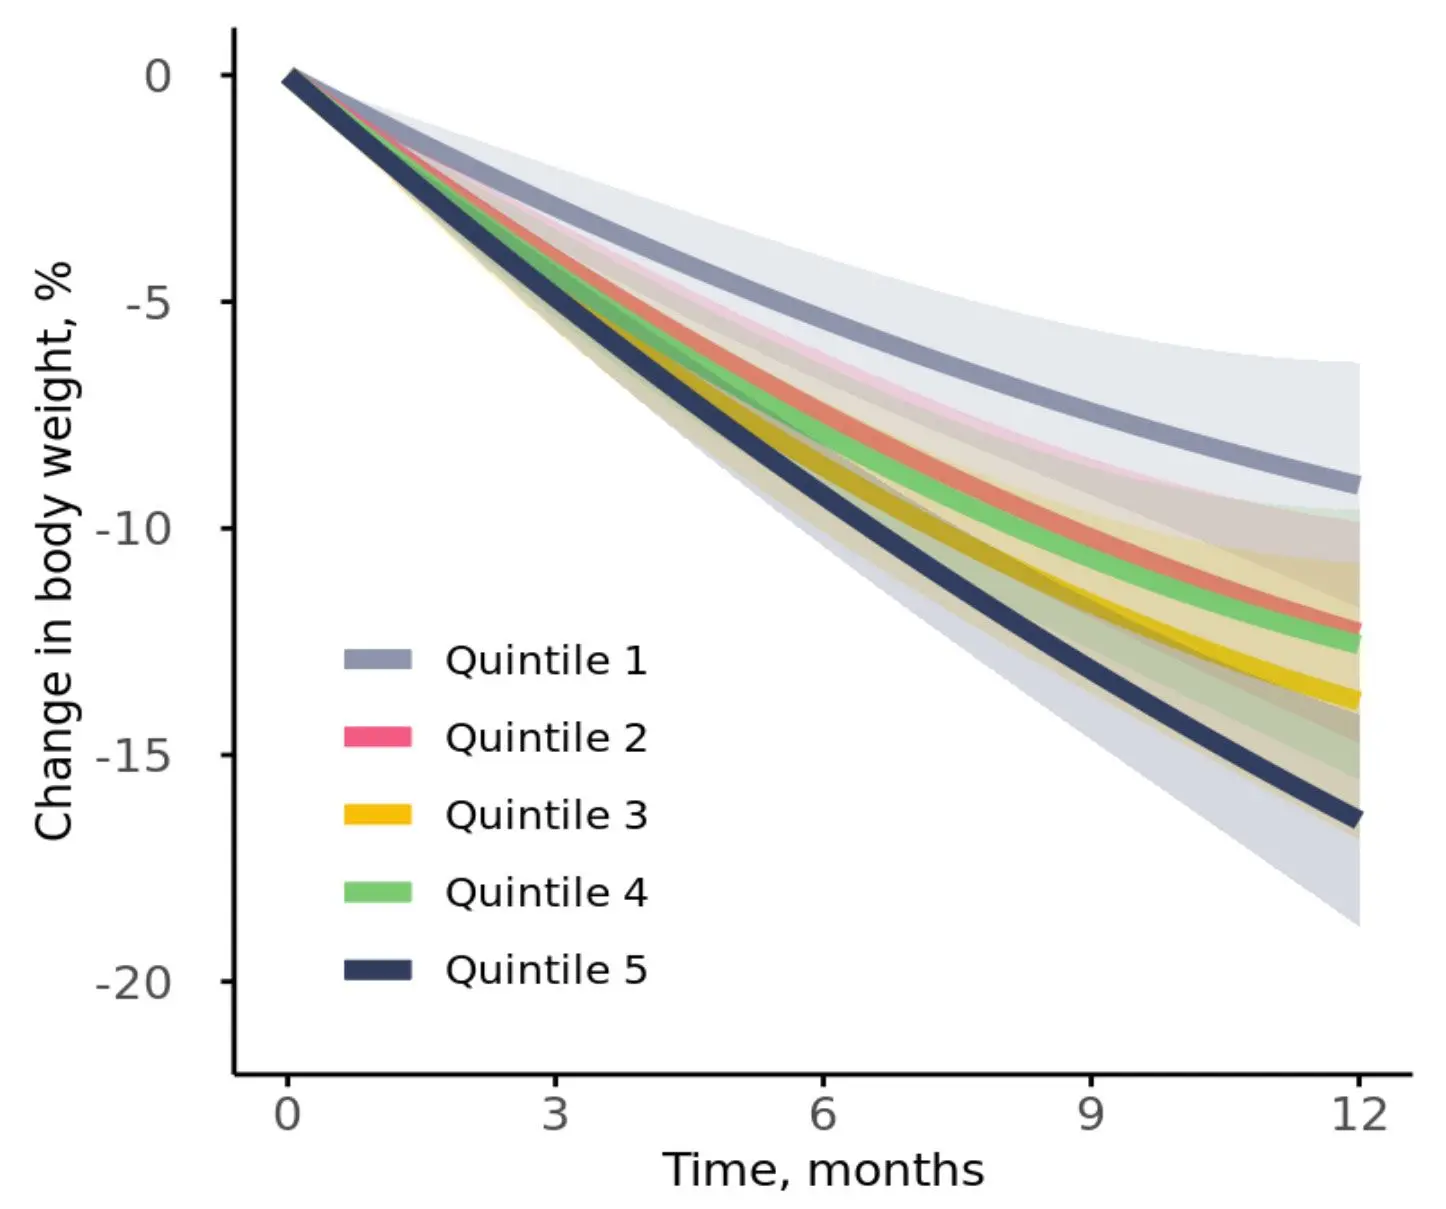 Change in body weight, %
0
-5
-10
-15
-20
Quintile 1
Quintile 2
Quintile 3
Quintile 4
Quintile 5
0 3 6 9 12
Time, months